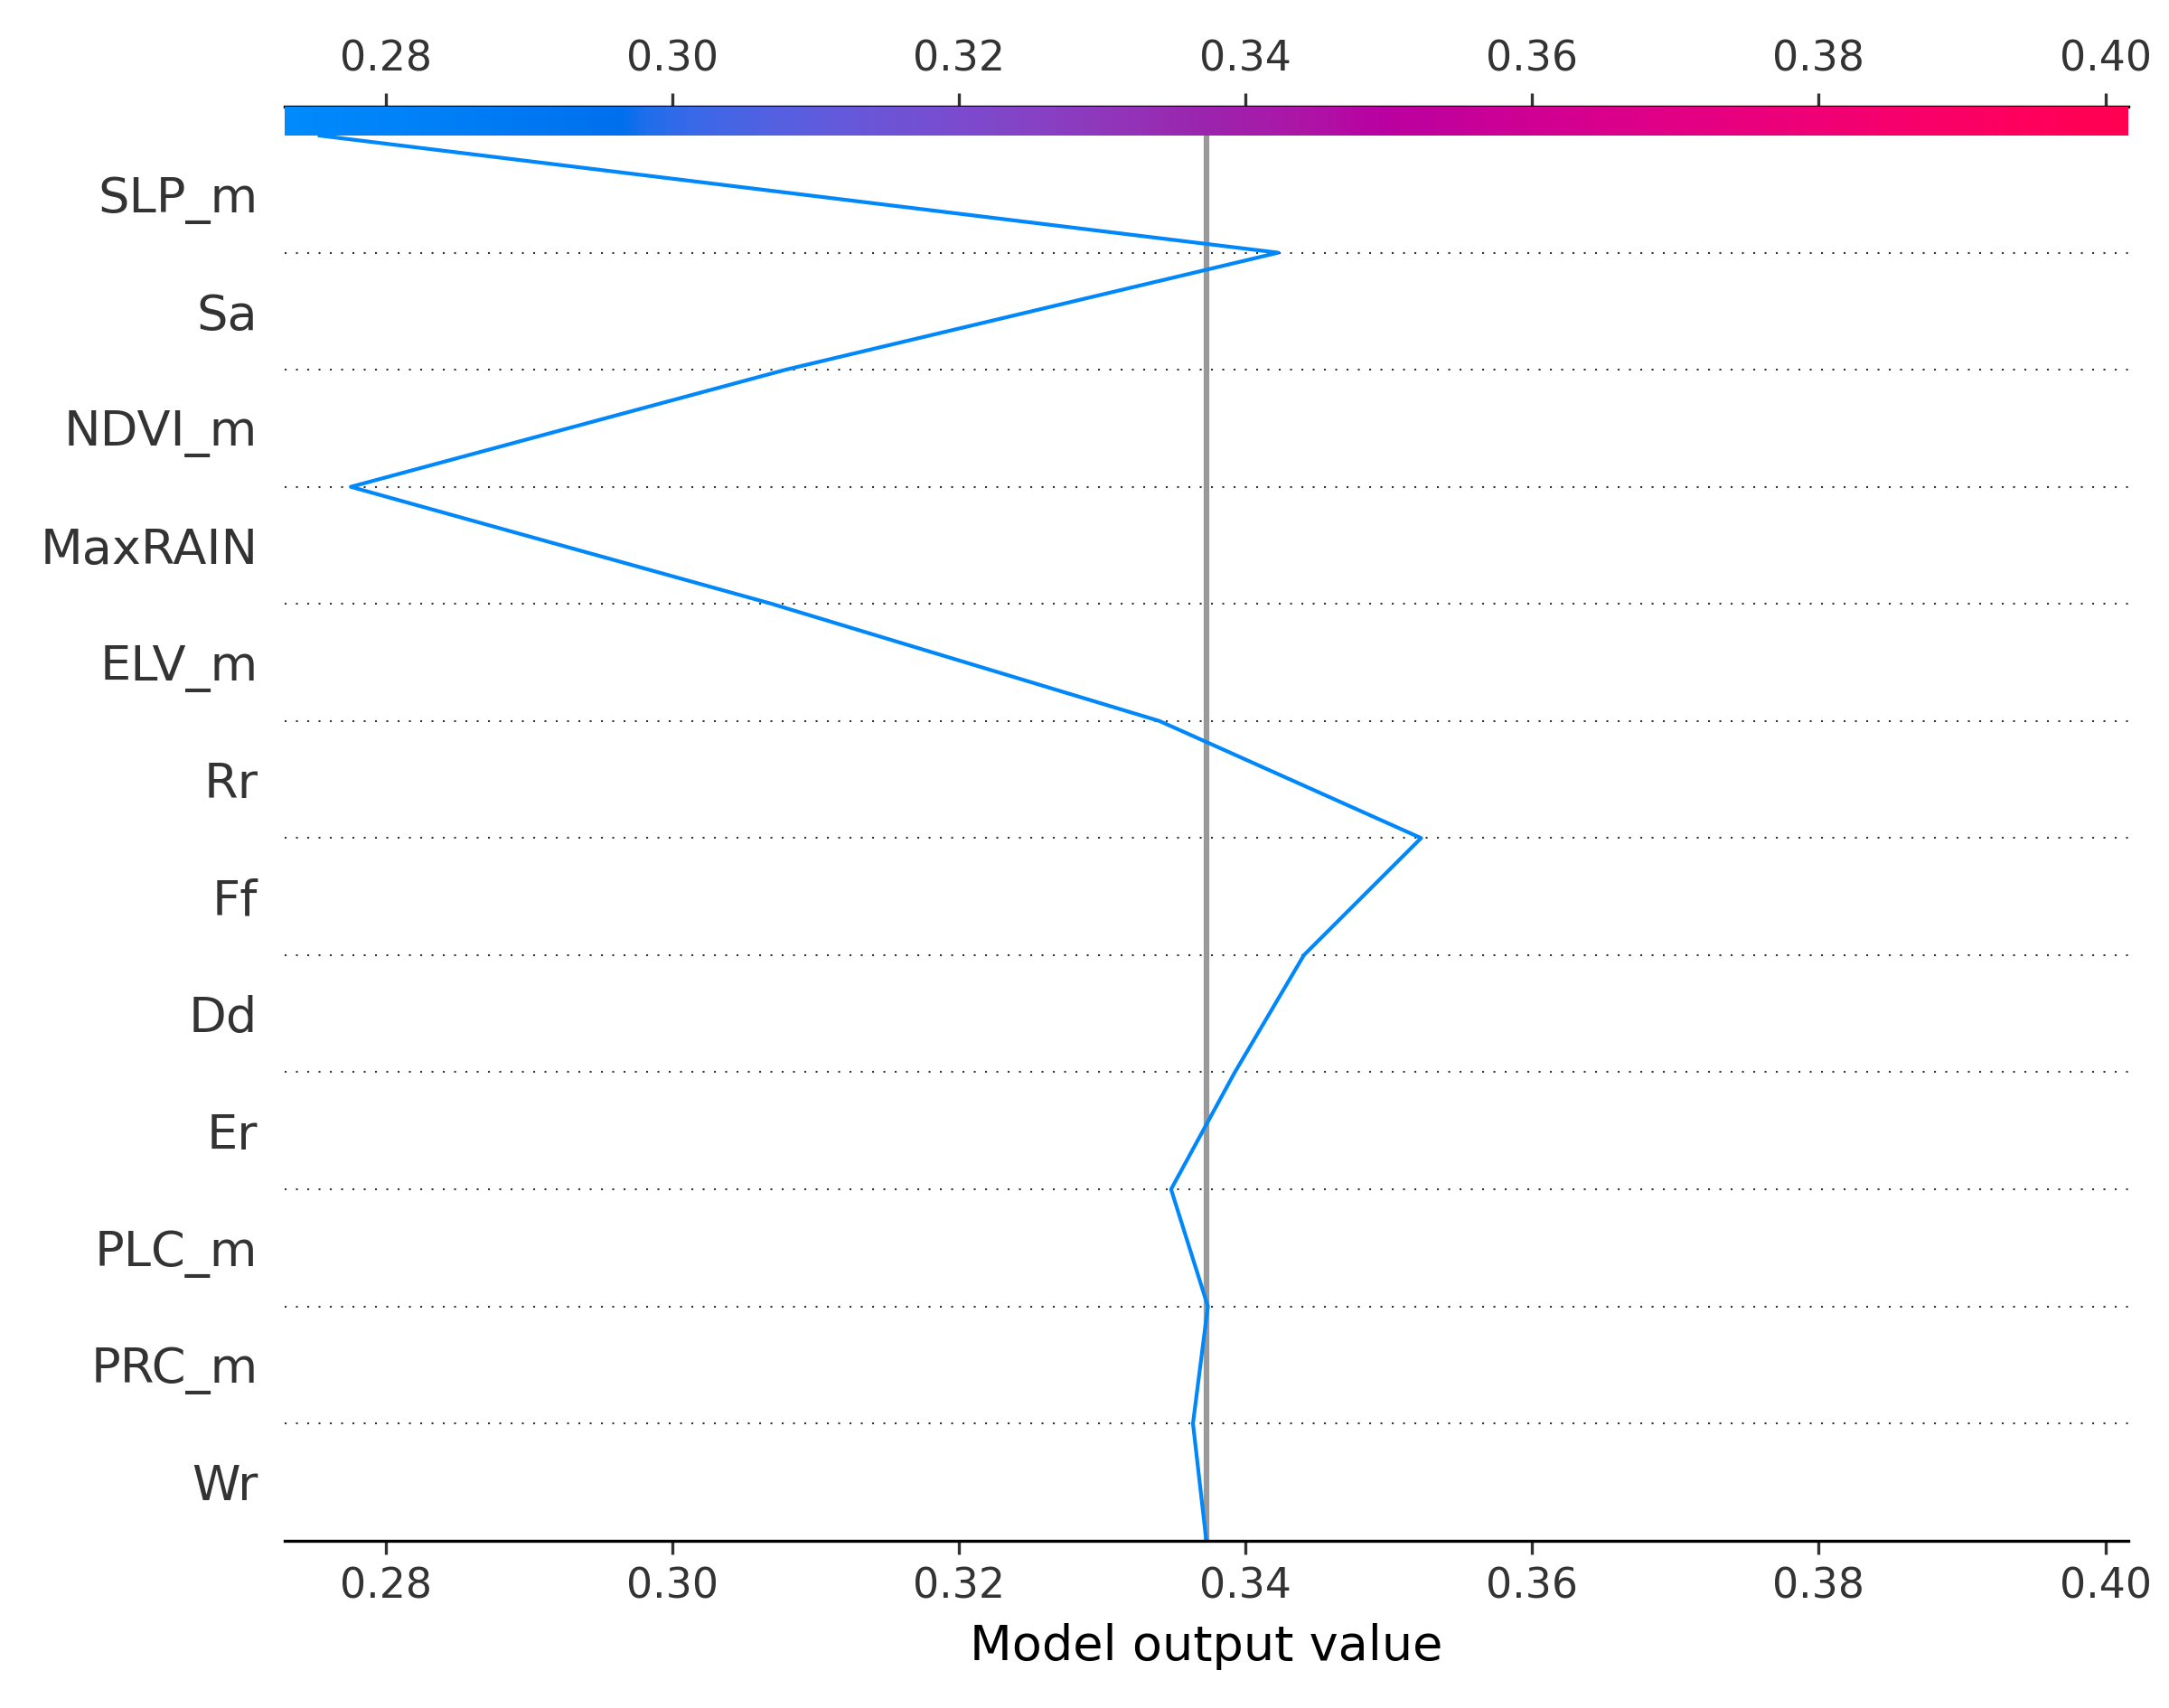 0.28 0.30 0.32 0.34 0.36 0.38 0.40
SLP_m
Sa
NDVI_m
MaxRAIN
ELV_m
Rr
Ff
Dd
Er
PLC_m
PRC_m
Wr
0.28 0.30 0.32 0.34 0.36 0.38 0.40
Model output value